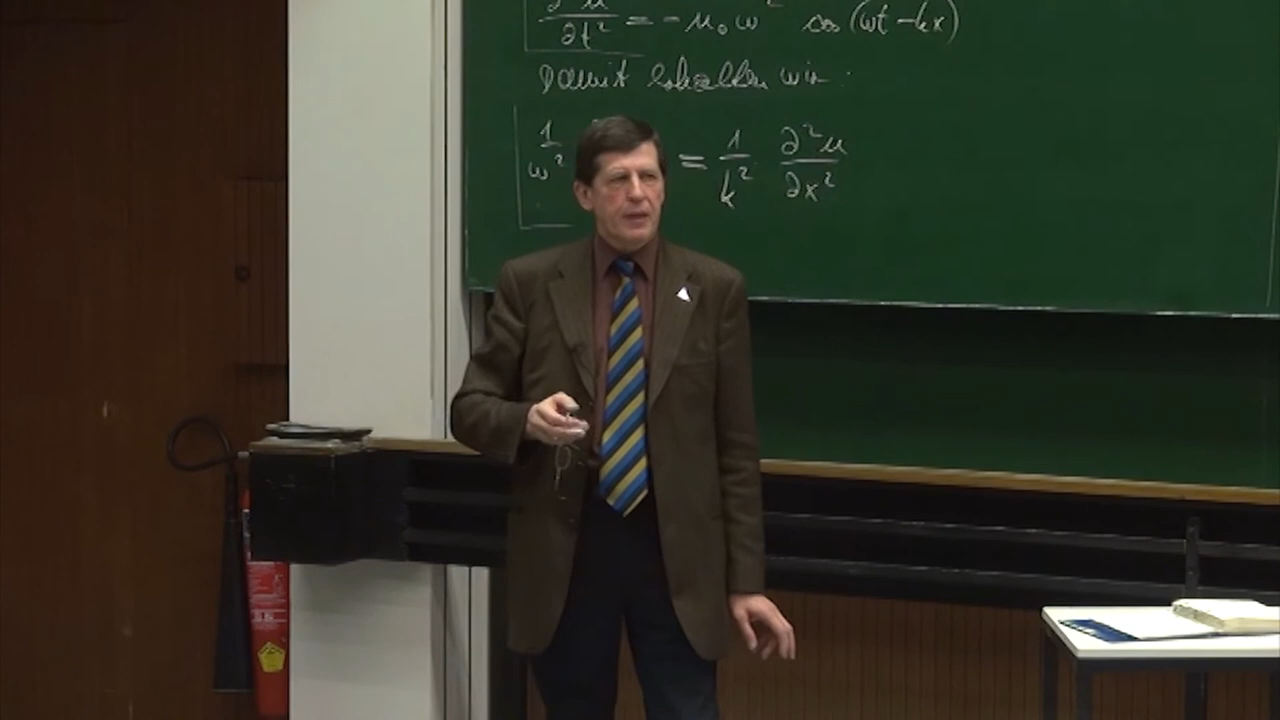 ∂²u/∂t² = - u₀ω² cos (ωt - kx)
Damit erhalten wir:
1/ω² = 1/k² ∂²u/∂x²